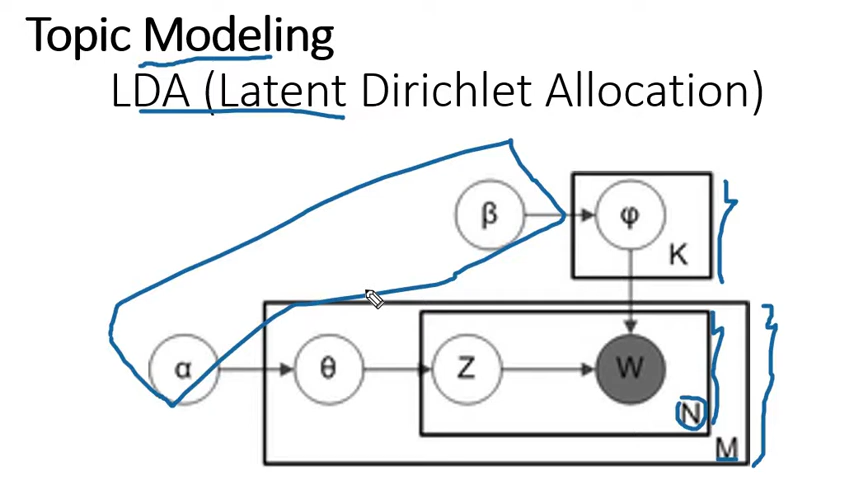 Topic Modeling
LDA (Latent Dirichlet Allocation)
β φ
K
α θ Z W
N
M